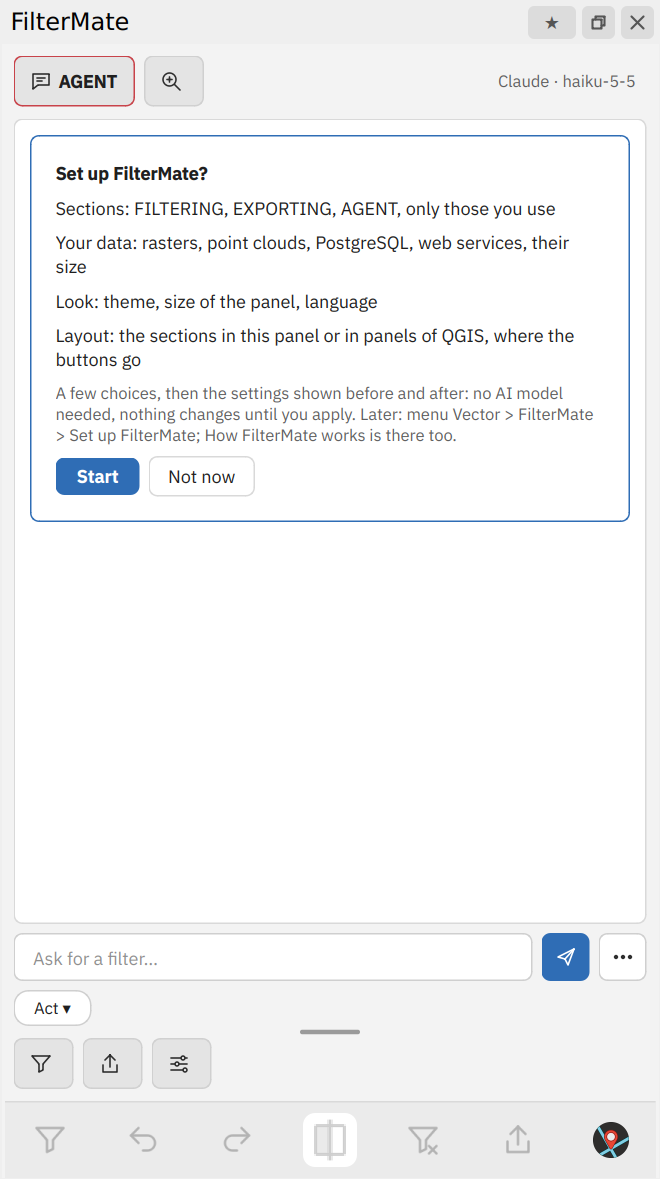 FilterMate
AGENT
Claude · haiku-5-5
Set up FilterMate?
Sections: FILTERING, EXPORTING, AGENT, only those you use
Your data: rasters, point clouds, PostgreSQL, web services, their
size
Look: theme, size of the panel, language
Layout: the sections in this panel or in panels of QGIS, where the
buttons go
A few choices, then the settings shown before and after: no AI model
needed, nothing changes until you apply. Later: menu Vector > FilterMate
> Set up FilterMate; How FilterMate works is there too.
Start
Not now
Ask for a filter...
Act ▾